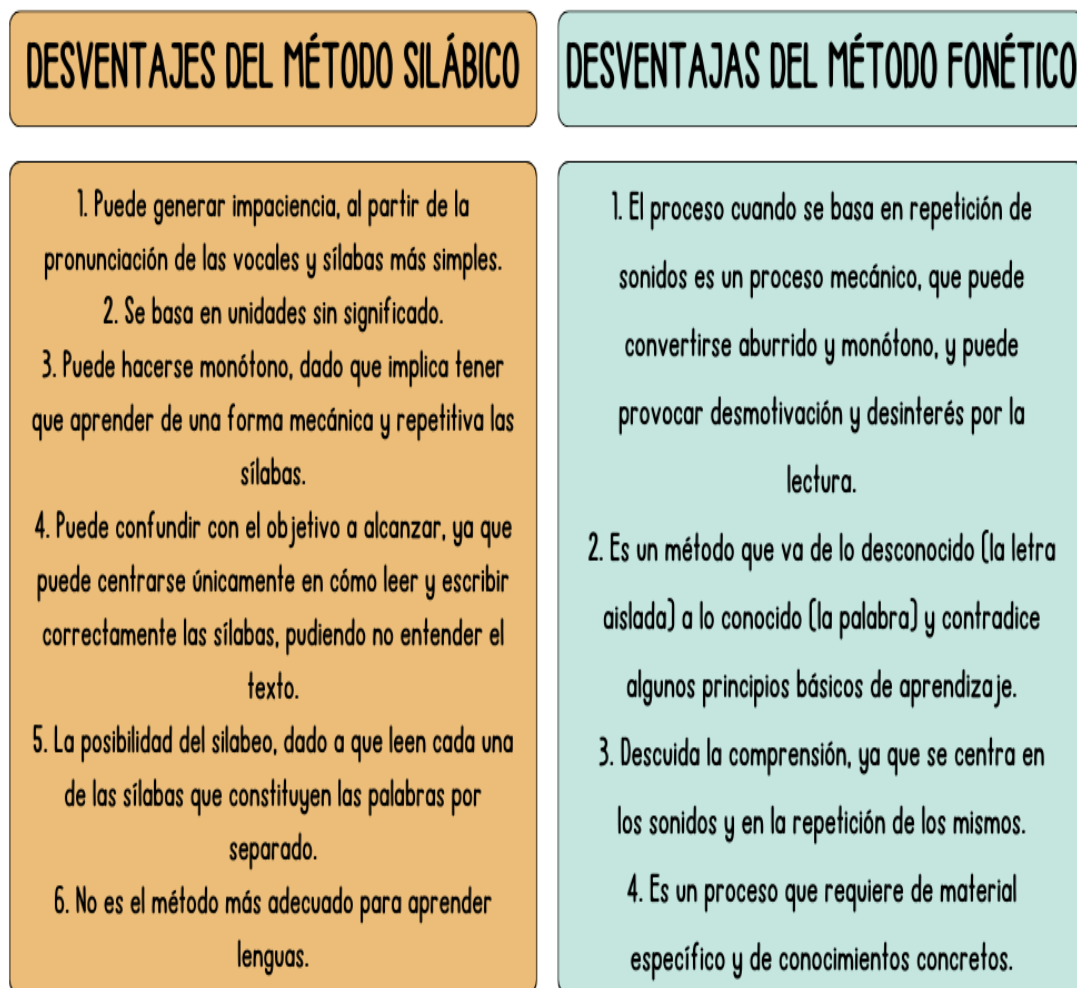 DESVENTAJES DEL MÉTODO SILÁBICO
1. Puede generar impaciencia, al partir de la
pronunciación de las vocales y sílabas más simples.
2. Se basa en unidades sin significado.
3. Puede hacerse monótono, dado que implica tener
que aprender de una forma mecánica y repetitiva las
sílabas.
4. Puede confundir con el objetivo a alcanzar, ya que
puede centrarse únicamente en cómo leer y escribir
correctamente las sílabas, pudiendo no entender el
texto.
5. La posibilidad del silabeo, dado a que leen cada una
de las sílabas que constituyen las palabras por
separado.
6. No es el método más adecuado para aprender
lenguas.
DESVENTAJAS DEL MÉTODO FONÉTICO
1. El proceso cuando se basa en repetición de
sonidos es un proceso mecánico, que puede
convertirse aburrido y monótono, y puede
provocar desmotivación y desinterés por la
lectura.
2. Es un método que va de lo desconocido (la letra
aislada) a lo conocido (la palabra) y contradice
algunos principios básicos de aprendizaje.
3. Descuida la comprensión, ya que se centra en
los sonidos y en la repetición de los mismos.
4. Es un proceso que requiere de material
específico y de conocimientos concretos.